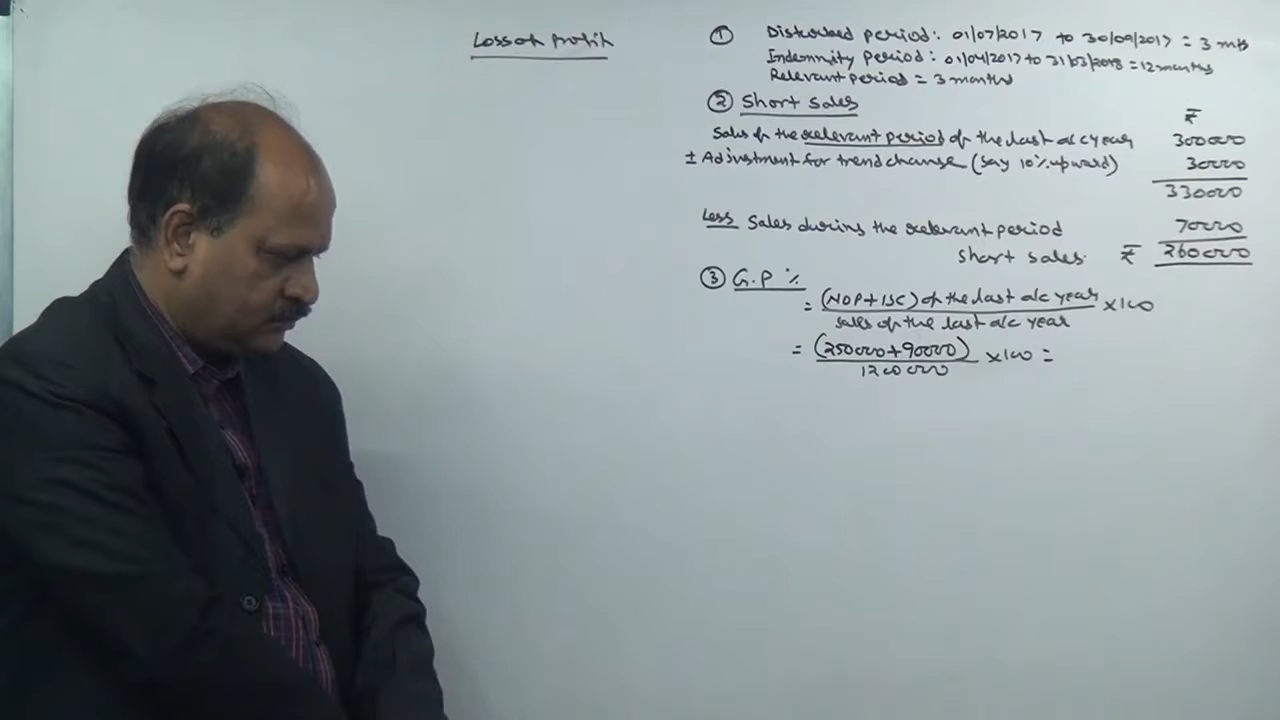 Loss of Profit
① Disturbed period: 01/07/2017 to 30/09/2017 = 3 mts
Indemnity period: 01/04/2017 to 31/03/2018 = 12 months
Relevant period = 3 months
② Short Sales
₹
Sales of the relevant period of the last a/c year 300000
± Adjustment for trend change (say 10% upward) 30000
330000
Less Sales during the relevant period 70000
Short sales ₹ 260000
③ G.P %
= (NOP+ISC) of the last a/c year ×100
sales of the last a/c year
= (250000+90000) ×100 =
1200000